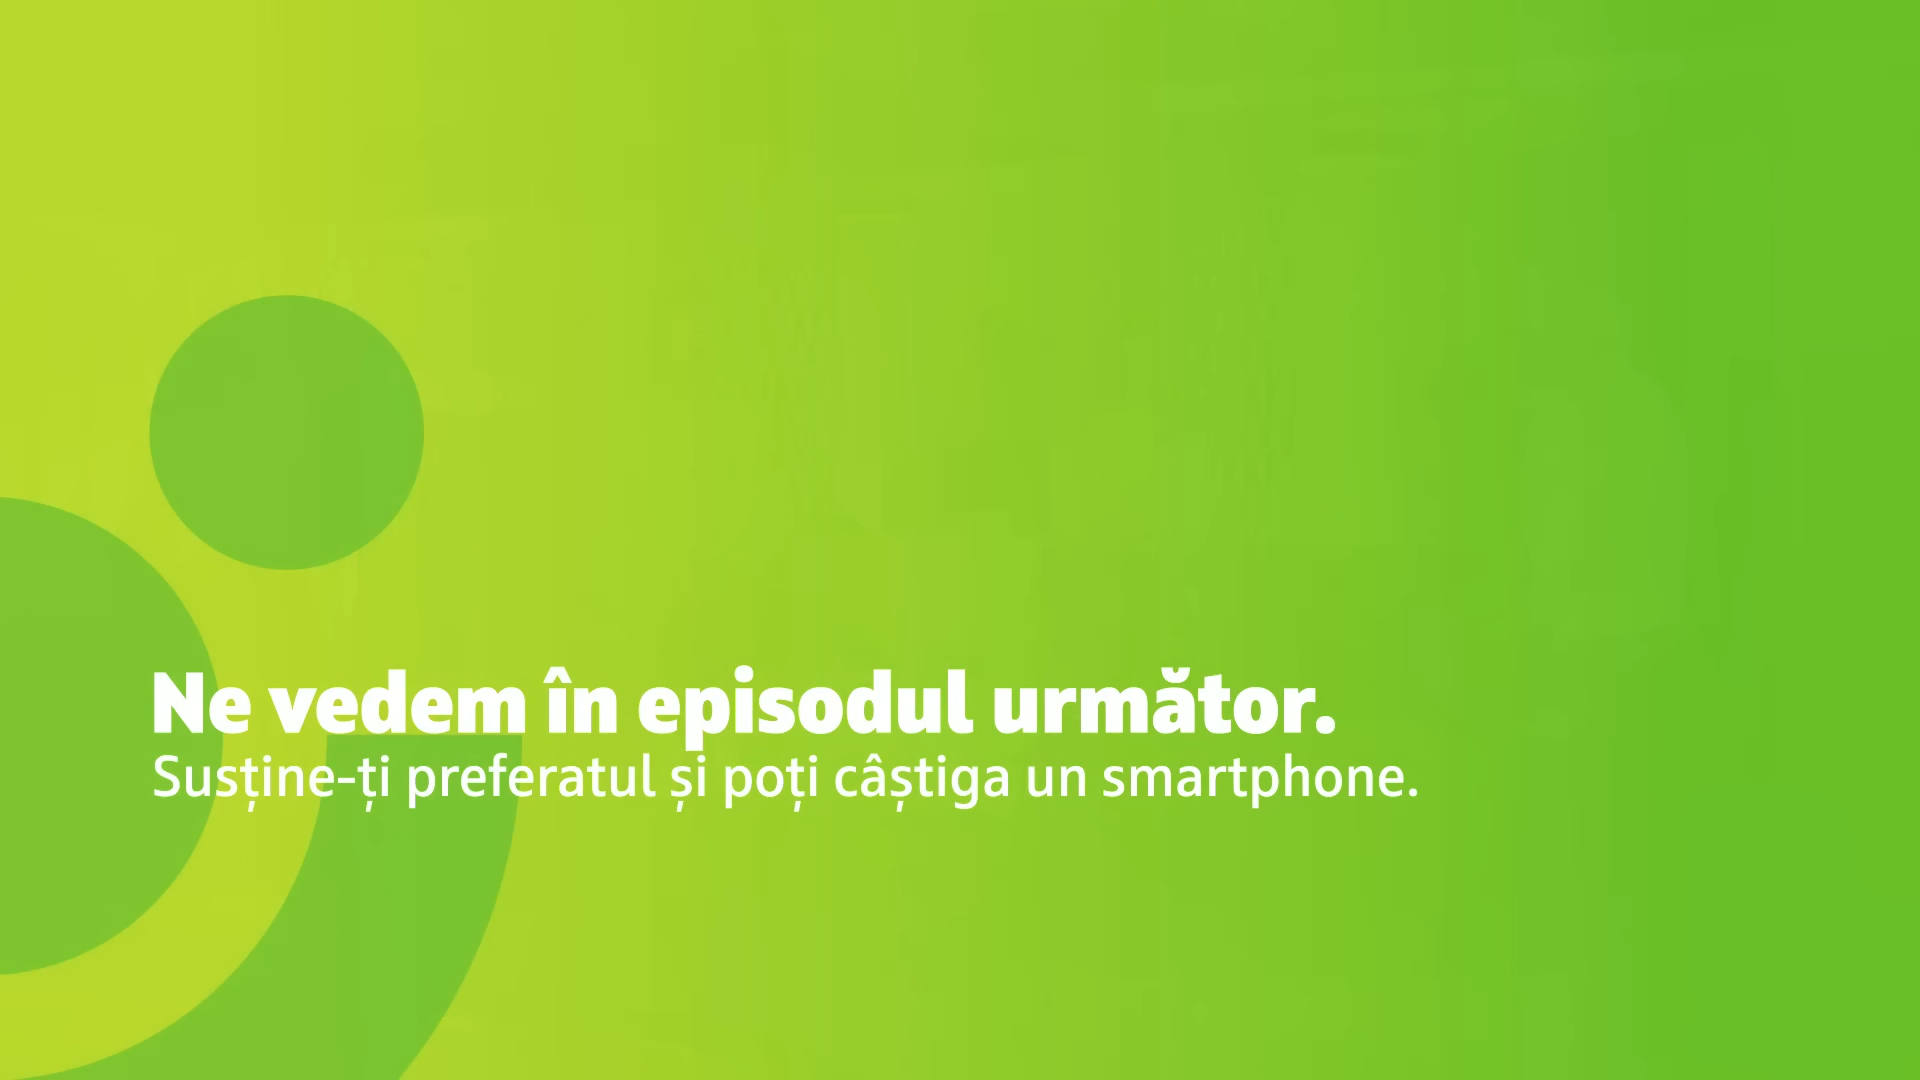 Ne vedem în episodul următor.
Susține-ți preferatul și poți câștiga un smartphone.